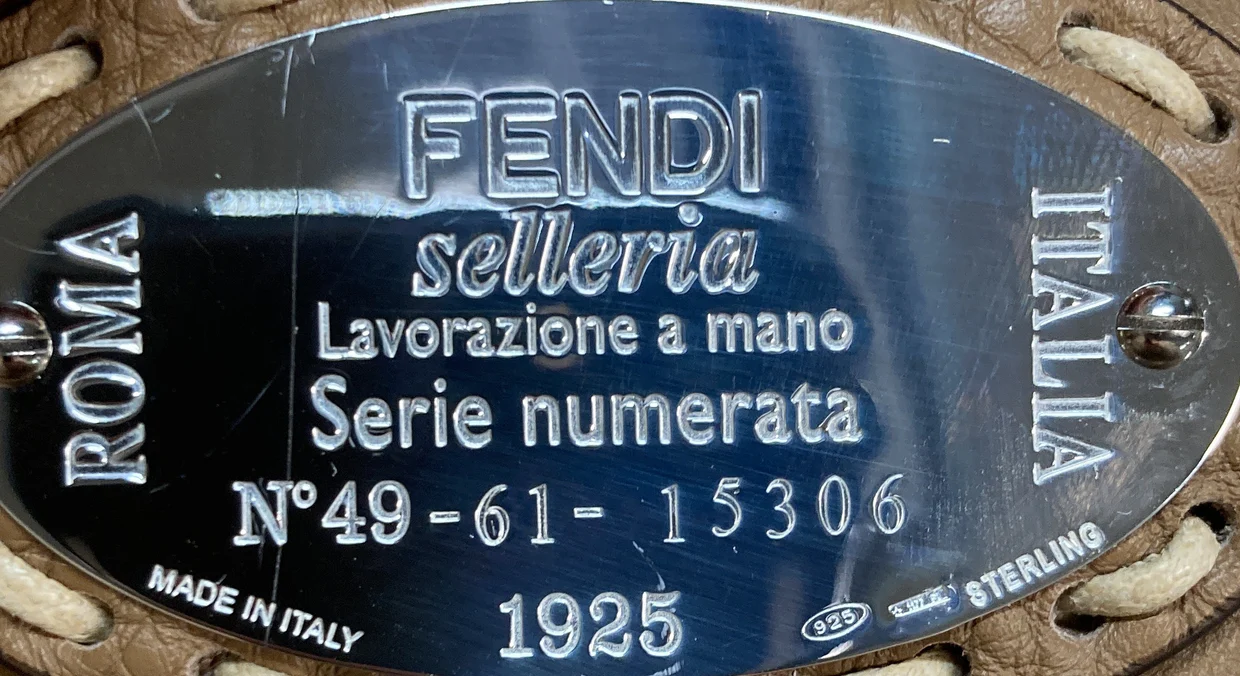 FENDI
selleria
Lavorazione a mano
Serie numerata
N° 49-61- 15306
1925
ROMA
ITALIA
MADE IN ITALY
925
STERLING